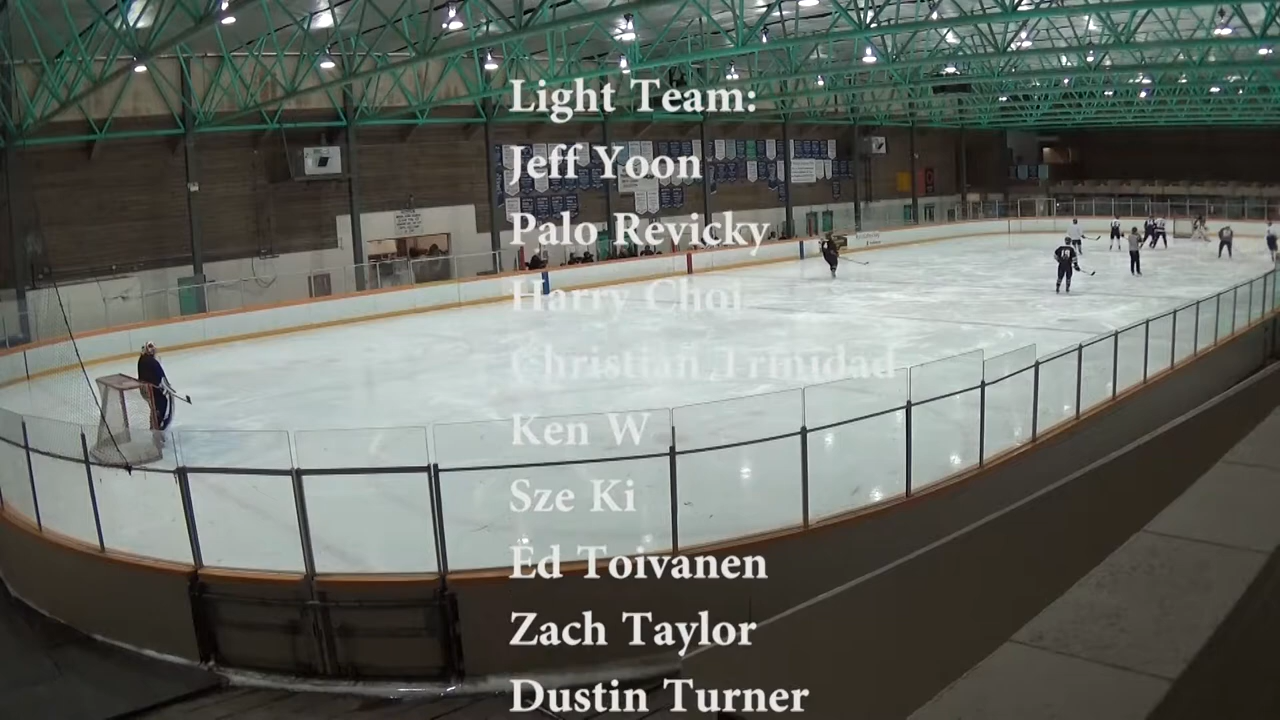 Light Team:
Jeff Yoon
Palo Revicky
Harry Choi
Christian Trinidad
Ken W
Sze Ki
Ed Toivanen
Zach Taylor
Dustin Turner